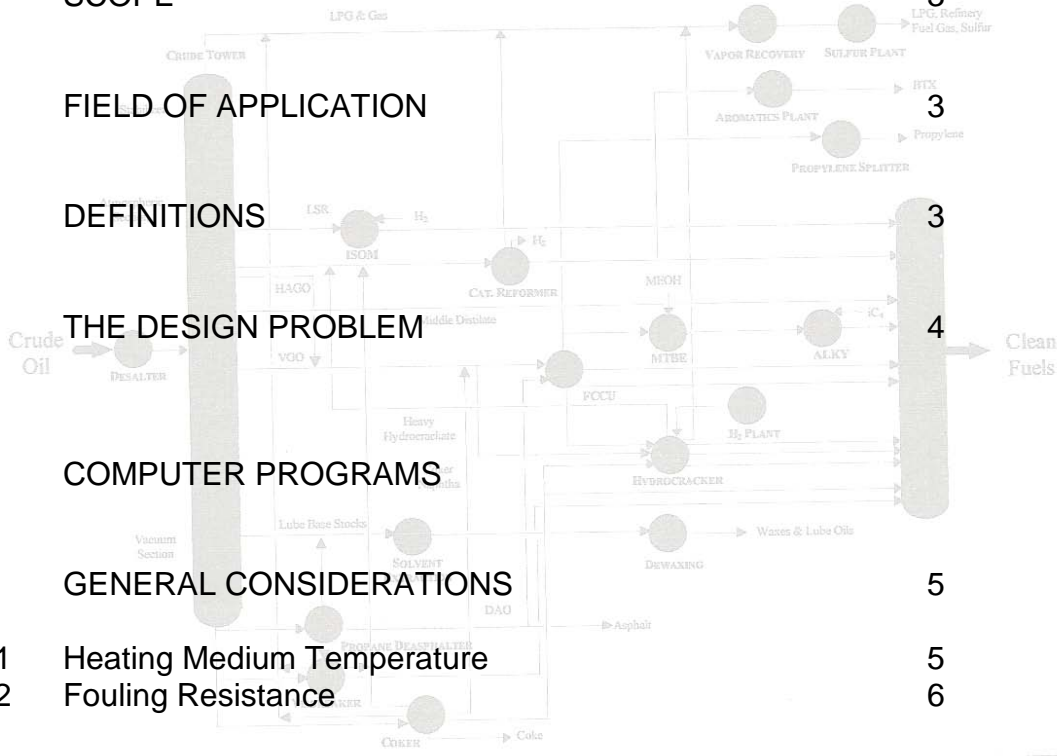 SCOPE
LPG & Gas
LPG, Refinery
Fuel Gas, Sulfur
CRUDE TOWER
VAPOR RECOVERY
SULFUR PLANT
FIELD OF APPLICATION 3
BTX
AROMATICS PLANT
Propylene
PROPYLENE SPLITTER
DEFINITIONS 3
LSR
H2
ISOM
H2
CAT. REFORMER
HAGO
MEOH
THE DESIGN PROBLEM 4
Middle Distillate
iC4
Crude
Oil
DESALTER
VGO
MTBE
ALKY
Clean
Fuels
FCCU
Heavy
Hydrocrackate
H2 PLANT
COMPUTER PROGRAMS
HYDROCRACKER
Lube Base Stocks
Vacuum
Section
SOLVENT
DEWAXING
Waxes & Lube Oils
GENERAL CONSIDERATIONS 5
DAO
Asphalt
PROPANE DEASPHALTER
1 Heating Medium Temperature 5
2 Fouling Resistance 6
COKER
Coke